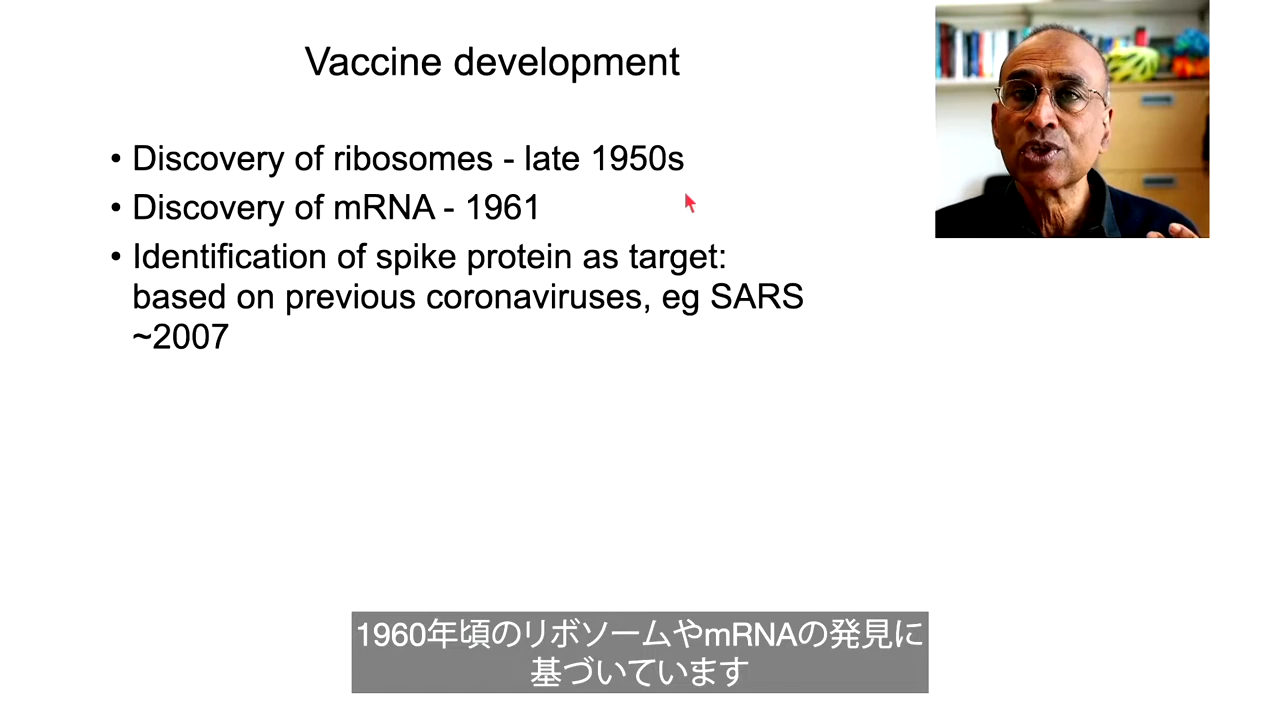 Vaccine development
• Discovery of ribosomes - late 1950s
• Discovery of mRNA - 1961
• Identification of spike protein as target:
based on previous coronaviruses, eg SARS
~2007
1960年頃のリボソームやmRNAの発見に
基づいています